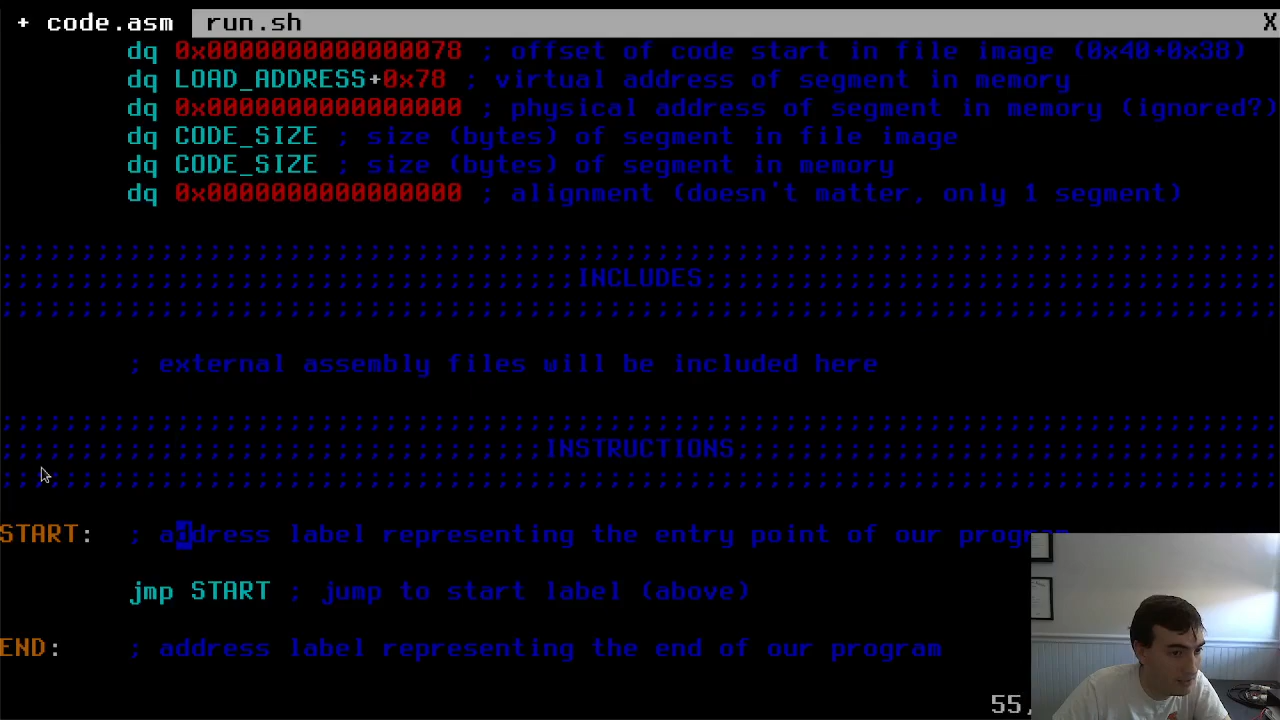 + code.asm run.sh X
dq 0x0000000000000078 ; offset of code start in file image (0x40+0x38)
dq LOAD_ADDRESS+0x78 ; virtual address of segment in memory
dq 0x0000000000000000 ; physical address of segment in memory (ignored?)
dq CODE_SIZE ; size (bytes) of segment in file image
dq CODE_SIZE ; size (bytes) of segment in memory
dq 0x0000000000000000 ; alignment (doesn't matter, only 1 segment)
;;;;;;;;;;;;;;;;;;;;;;;;;;;;;;;;;;;;;;;;;;;;;;;;;;;;;;;;;;;;;;;;;;;;;;;;;;;;;;;;
;;;;;;;;;;;;;;;;;;;;;;;;;;;;;;;;;;;;INCLUDES;;;;;;;;;;;;;;;;;;;;;;;;;;;;;;;;;;;;
;;;;;;;;;;;;;;;;;;;;;;;;;;;;;;;;;;;;;;;;;;;;;;;;;;;;;;;;;;;;;;;;;;;;;;;;;;;;;;;;
; external assembly files will be included here
;;;;;;;;;;;;;;;;;;;;;;;;;;;;;;;;;;;;;;;;;;;;;;;;;;;;;;;;;;;;;;;;;;;;;;;;;;;;;;;;
;;;;;;;;;;;;;;;;;;;;;;;;;;;;;;;;;;INSTRUCTIONS;;;;;;;;;;;;;;;;;;;;;;;;;;;;;;;;;;
;;;;;;;;;;;;;;;;;;;;;;;;;;;;;;;;;;;;;;;;;;;;;;;;;;;;;;;;;;;;;;;;;;;;;;;;;;;;;;;;
START: ; address label representing the entry point of our program
jmp START ; jump to start label (above)
END: ; address label representing the end of our program
55,